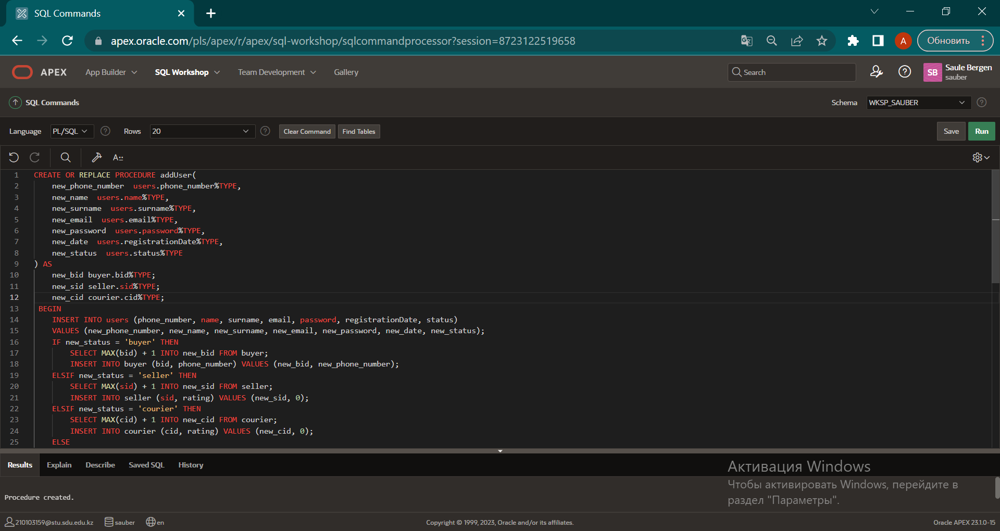 SQL Commands
apex.oracle.com/pls/apex/r/apex/sql-workshop/sqlcommandprocessor?session=8723122519658
A
Обновить
APEX App Builder SQL Workshop Team Development Gallery Search SB Saule Bergen
sauber
SQL Commands Schema WKSP_SAUBER
Language PL/SQL Rows 20 Clear Command Find Tables Save Run
1 CREATE OR REPLACE PROCEDURE addUser(
2 new_phone_number users.phone_number%TYPE,
3 new_name users.name%TYPE,
4 new_surname users.surname%TYPE,
5 new_email users.email%TYPE,
6 new_password users.password%TYPE,
7 new_date users.registrationDate%TYPE,
8 new_status users.status%TYPE
9 ) AS
10 new_bid buyer.bid%TYPE;
11 new_sid seller.sid%TYPE;
12 new_cid courier.cid%TYPE;
13 BEGIN
14 INSERT INTO users (phone_number, name, surname, email, password, registrationDate, status)
15 VALUES (new_phone_number, new_name, new_surname, new_email, new_password, new_date, new_status);
16 IF new_status = 'buyer' THEN
17 SELECT MAX(bid) + 1 INTO new_bid FROM buyer;
18 INSERT INTO buyer (bid, phone_number) VALUES (new_bid, new_phone_number);
19 ELSIF new_status = 'seller' THEN
20 SELECT MAX(sid) + 1 INTO new_sid FROM seller;
21 INSERT INTO seller (sid, rating) VALUES (new_sid, 0);
22 ELSIF new_status = 'courier' THEN
23 SELECT MAX(cid) + 1 INTO new_cid FROM courier;
24 INSERT INTO courier (cid, rating) VALUES (new_cid, 0);
25 ELSE
Results Explain Describe Saved SQL History
Активация Windows
Чтобы активировать Windows, перейдите в
раздел "Параметры".
Procedure created.
210103159@stu.sdu.edu.kz sauber en Copyright © 1999, 2023, Oracle and/or its affiliates. Oracle APEX 23.1.0-15